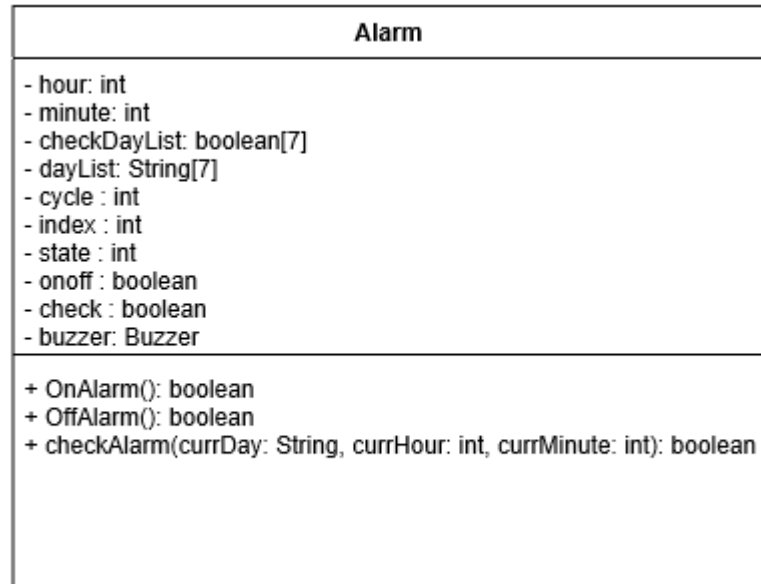 Alarm
- hour: int
- minute: int
- checkDayList: boolean[7]
- dayList: String[7]
- cycle : int
- index : int
- state : int
- onoff : boolean
- check : boolean
- buzzer: Buzzer
+ OnAlarm(): boolean
+ OffAlarm(): boolean
+ checkAlarm(currDay: String, currHour: int, currMinute: int): boolean